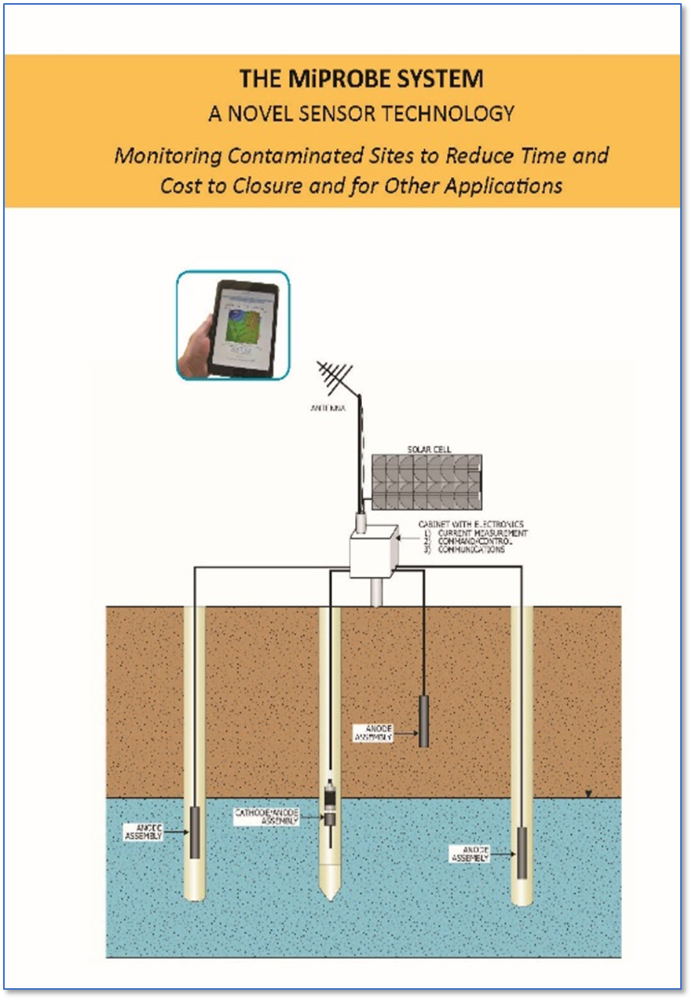 THE MiPROBE SYSTEM
A NOVEL SENSOR TECHNOLOGY
Monitoring Contaminated Sites to Reduce Time and
Cost to Closure and for Other Applications
ANTENNA
SOLAR CELL
CABINET WITH ELECTRONICS
1) CURRENT MEASUREMENT
2) COMMAND/CONTROL
3) COMMUNICATIONS
ANODE
ASSEMBLY
CATHODE/ANODE
ASSEMBLY
ANODE
ASSEMBLY
ANODE
ASSEMBLY